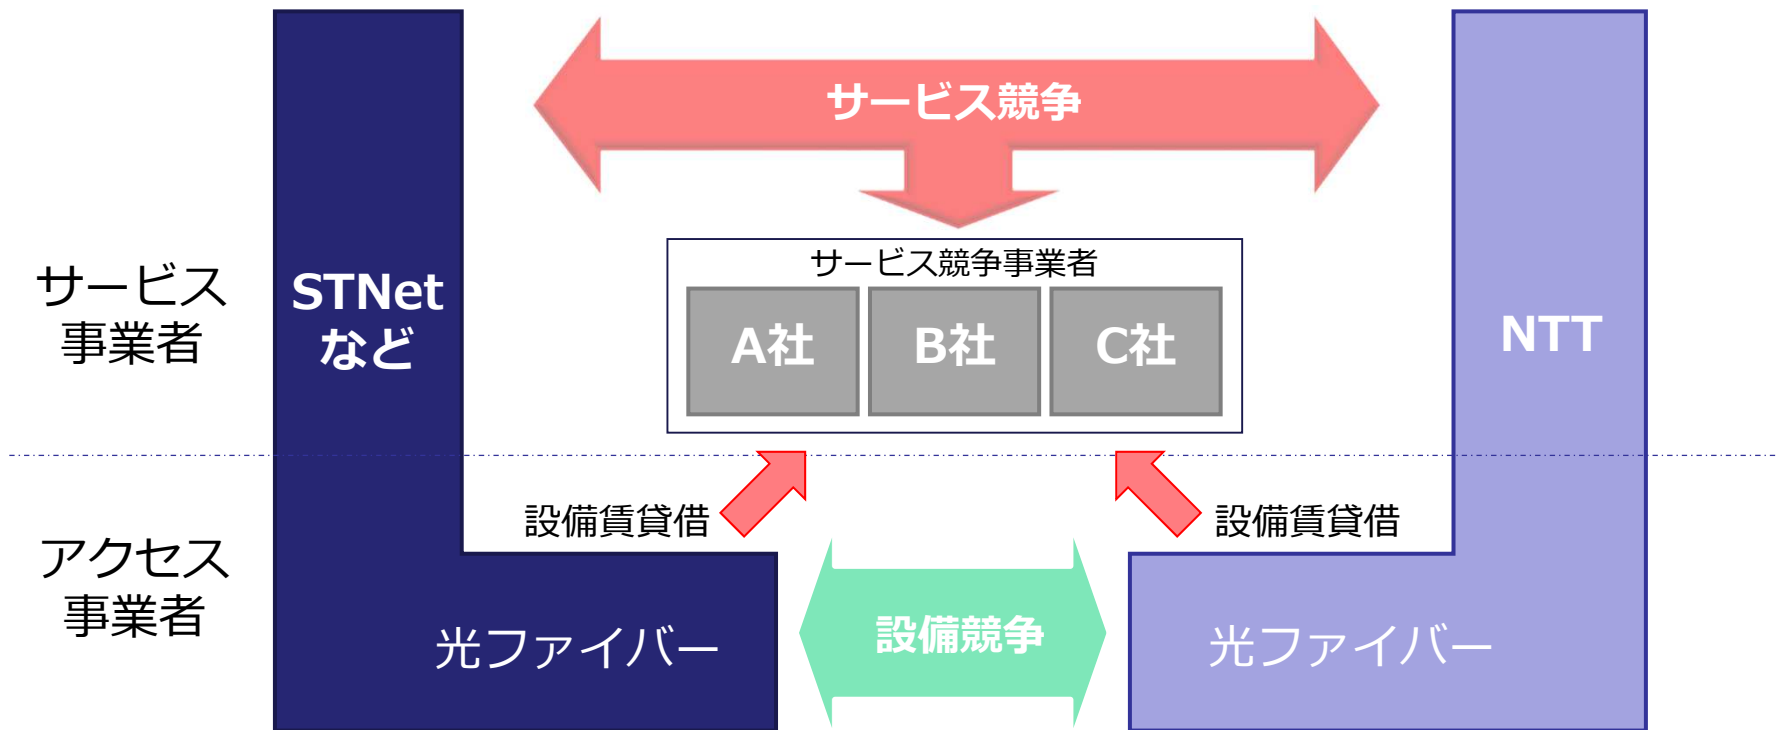 サービス競争
サービス競争事業者
サービス
事業者
STNet
など
A社
B社
C社
NTT
設備賃貸借
設備賃貸借
アクセス
事業者
光ファイバー
設備競争
光ファイバー